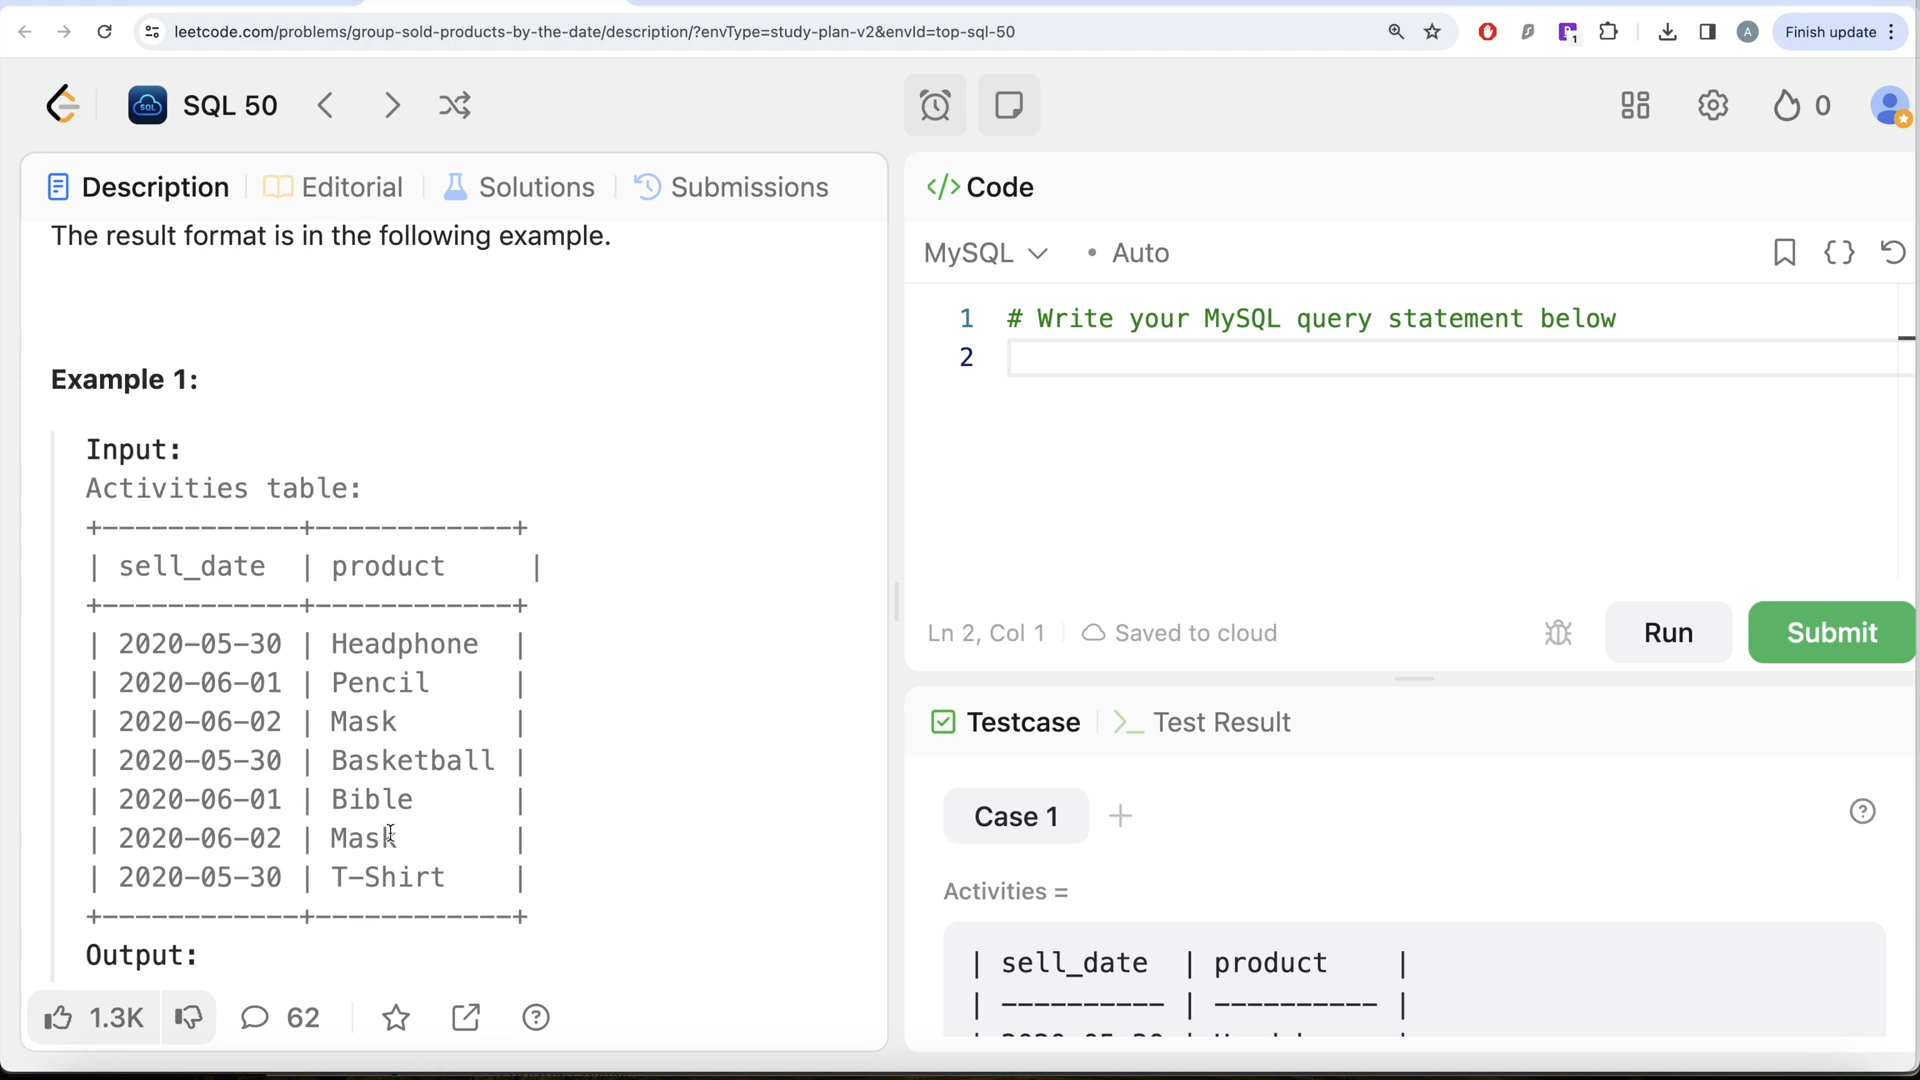 leetcode.com/problems/group-sold-products-by-the-date/description/?envType=study-plan-v2&envId=top-sql-50
1
A
Finish update
SQL
SQL 50
0
Description
Editorial
Solutions
Submissions
The result format is in the following example.
Example 1:
Input:
Activities table:
+------------+------------+
| sell_date  | product     |
+------------+------------+
| 2020-05-30 | Headphone  |
| 2020-06-01 | Pencil     |
| 2020-06-02 | Mask       |
| 2020-05-30 | Basketball |
| 2020-06-01 | Bible      |
| 2020-06-02 | Mask       |
| 2020-05-30 | T-Shirt    |
+------------+------------+
Output:
1.3K
62
</> Code
MySQL
• Auto
{}
1 # Write your MySQL query statement below
2
Ln 2, Col 1
Saved to cloud
Run
Submit
Testcase
>_ Test Result
Case 1
+
Activities =
| sell_date  | product    |
| ---------- | ---------- |